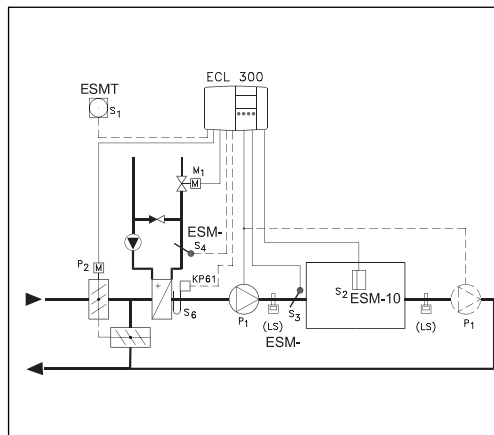 ECL 300
ESMT
S1
M1
M
ESM-
S4
P2
M
KP61
+
S6
P1
(LS)
S3
ESM-
S2
ESM-10
(LS)
P1